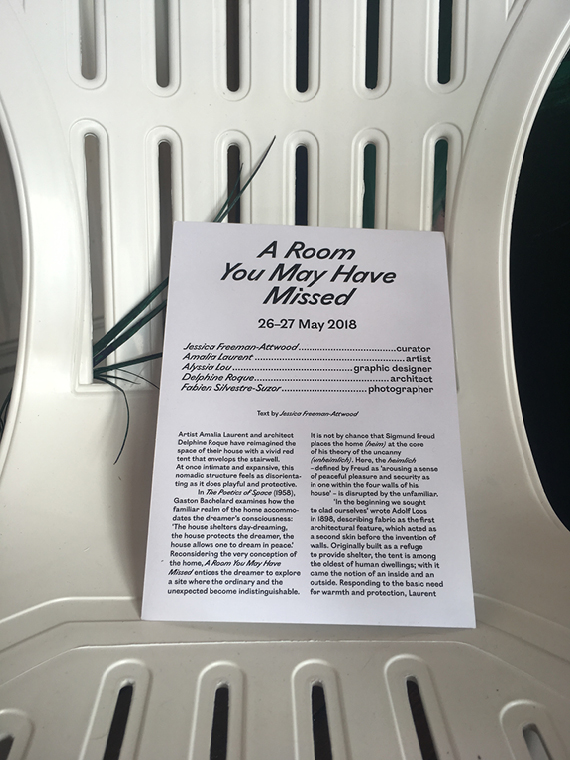 A Room
You May Have
Missed
26–27 May 2018
Jessica Freeman-Attwood..............................curator
Amalia Laurent..............................................artist
Alyssia Lou....................................graphic designer
Delphine Roque..........................................architect
Fabien Silvestre-Suzor..........................photographer
Text by Jessica Freeman-Attwood
Artist Amalia Laurent and architect
Delphine Roque have reimagined the
space of their house with a vivid red
tent that envelops the stairwell.
At once intimate and expansive, this
nomadic structure feels as disorienta-
ting as it does playful and protective.
In The Poetics of Space (1958),
Gaston Bachelard examines how the
familiar realm of the home accommo-
dates the dreamer's consciousness:
'The house shelters day-dreaming,
the house protects the dreamer, the
house allows one to dream in peace.'
Reconsidering the very conception of
the home, A Room You May Have
Missed entices the dreamer to explore
a site where the ordinary and the
unexpected become indistinguishable.
It is not by chance that Sigmund Freud
places the home (heim) at the core
of his theory of the uncanny
(unheimlich). Here, the heimlich
–defined by Freud as 'arousing a sense
of peaceful pleasure and security as
in one within the four walls of his
house' – is disrupted by the unfamiliar.
'In the beginning we sought
to clad ourselves' wrote Adolf Loos
in 1898, describing fabric as the first
architectural feature, which acted as
a second skin before the invention of
walls. Originally built as a refuge
to provide shelter, the tent is among
the oldest of human dwellings; with it
came the notion of an inside and an
outside. Responding to the basic need
for warmth and protection, Laurent